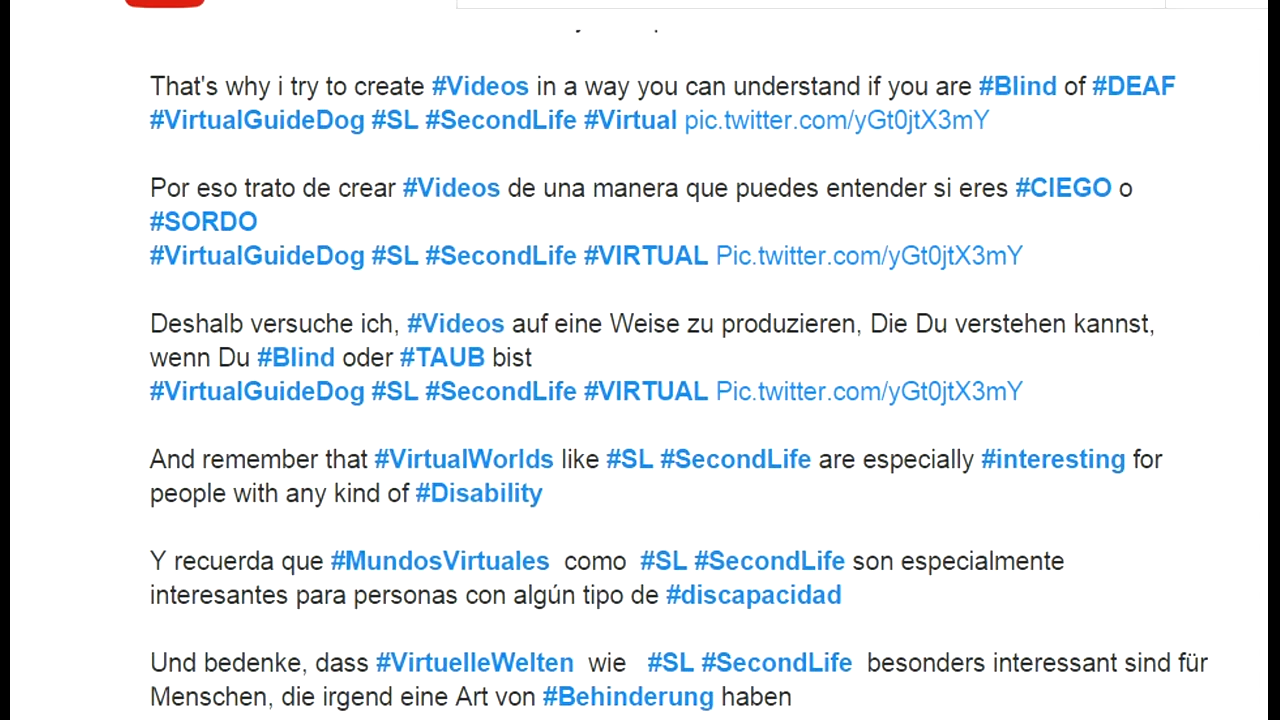 That's why i try to create #Videos in a way you can understand if you are #Blind of #DEAF
#VirtualGuideDog #SL #SecondLife #Virtual pic.twitter.com/yGt0jtX3mY
Por eso trato de crear #Videos de una manera que puedes entender si eres #CIEGO o
#SORDO
#VirtualGuideDog #SL #SecondLife #VIRTUAL Pic.twitter.com/yGt0jtX3mY
Deshalb versuche ich, #Videos auf eine Weise zu produzieren, Die Du verstehen kannst,
wenn Du #Blind oder #TAUB bist
#VirtualGuideDog #SL #SecondLife #VIRTUAL Pic.twitter.com/yGt0jtX3mY
And remember that #VirtualWorlds like #SL #SecondLife are especially #interesting for
people with any kind of #Disability
Y recuerda que #MundosVirtuales como #SL #SecondLife son especialmente
interesantes para personas con algún tipo de #discapacidad
Und bedenke, dass #VirtuelleWelten wie #SL #SecondLife besonders interessant sind für
Menschen, die irgend eine Art von #Behinderung haben